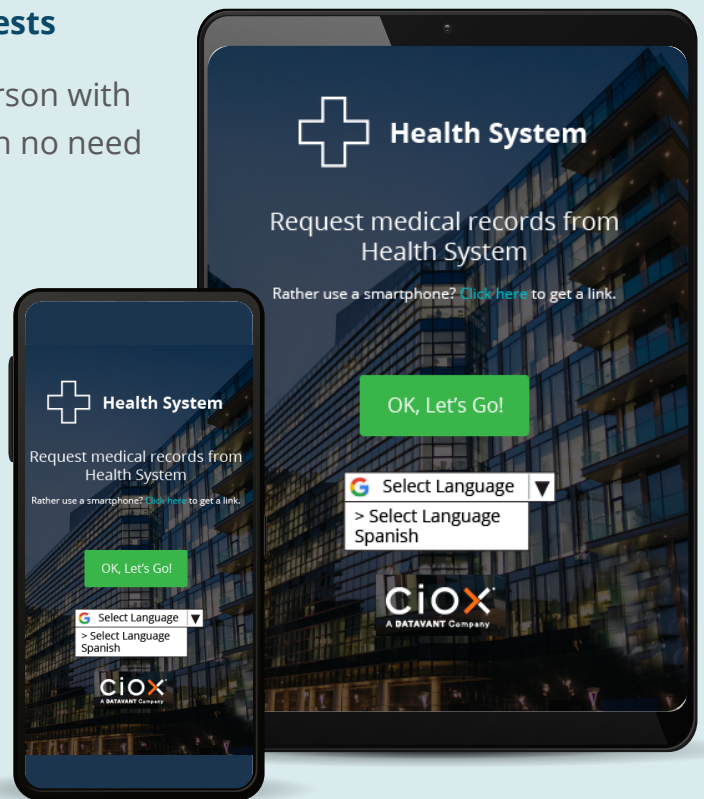 ests
rson with
n no need
Health System
Request medical records from
Health System
Rather use a smartphone? Click here to get a link.
OK, Let's Go!
Select Language ▼
> Select Language
Spanish
ciox
A DATAVANT Company
Health System
Request medical records from
Health System
Rather use a smartphone? Click here to get a link.
OK, Let's Go!
Select Language ▼
> Select Language
Spanish
ciox
A DATAVANT Company